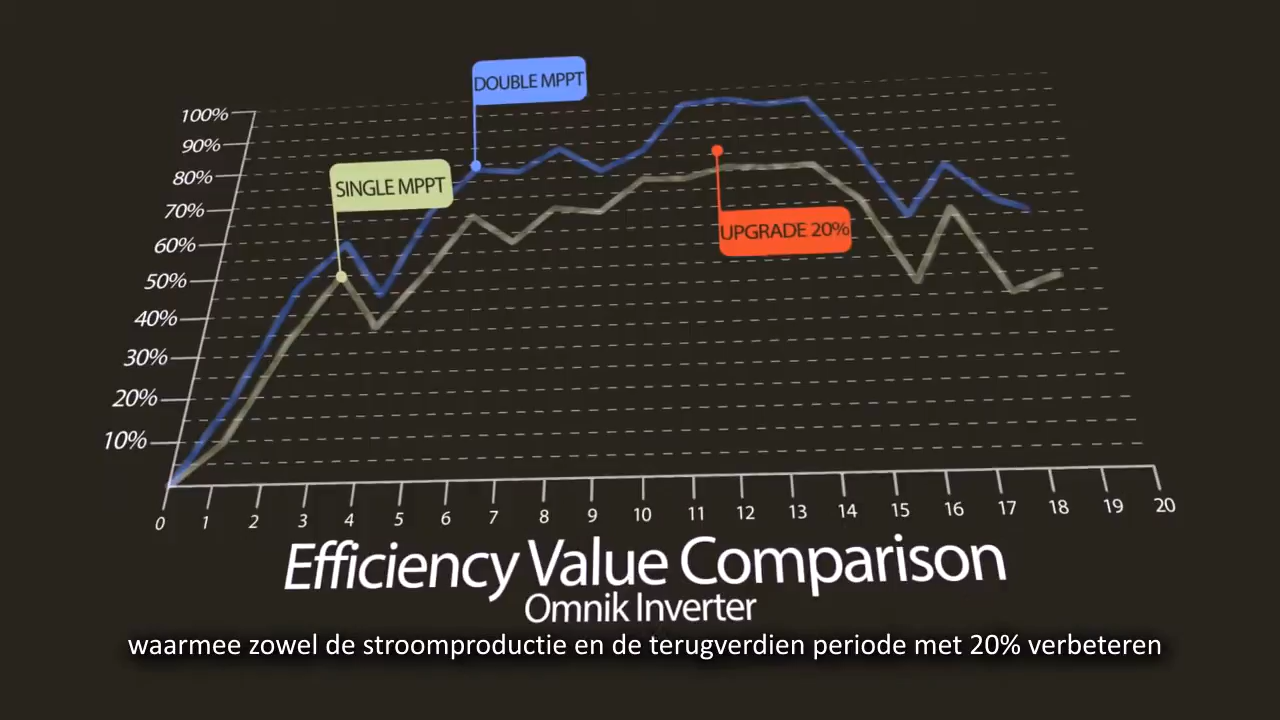 DOUBLE MPPT
SINGLE MPPT
UPGRADE 20%
100%
90%
80%
70%
60%
50%
40%
30%
20%
10%
0 1 2 3 4 5 6 7 8 9 10 11 12 13 14 15 16 17 18 19 20
Efficiency Value Comparison
Omnik Inverter
waarmee zowel de stroomproductie en de terugverdien periode met 20% verbeteren